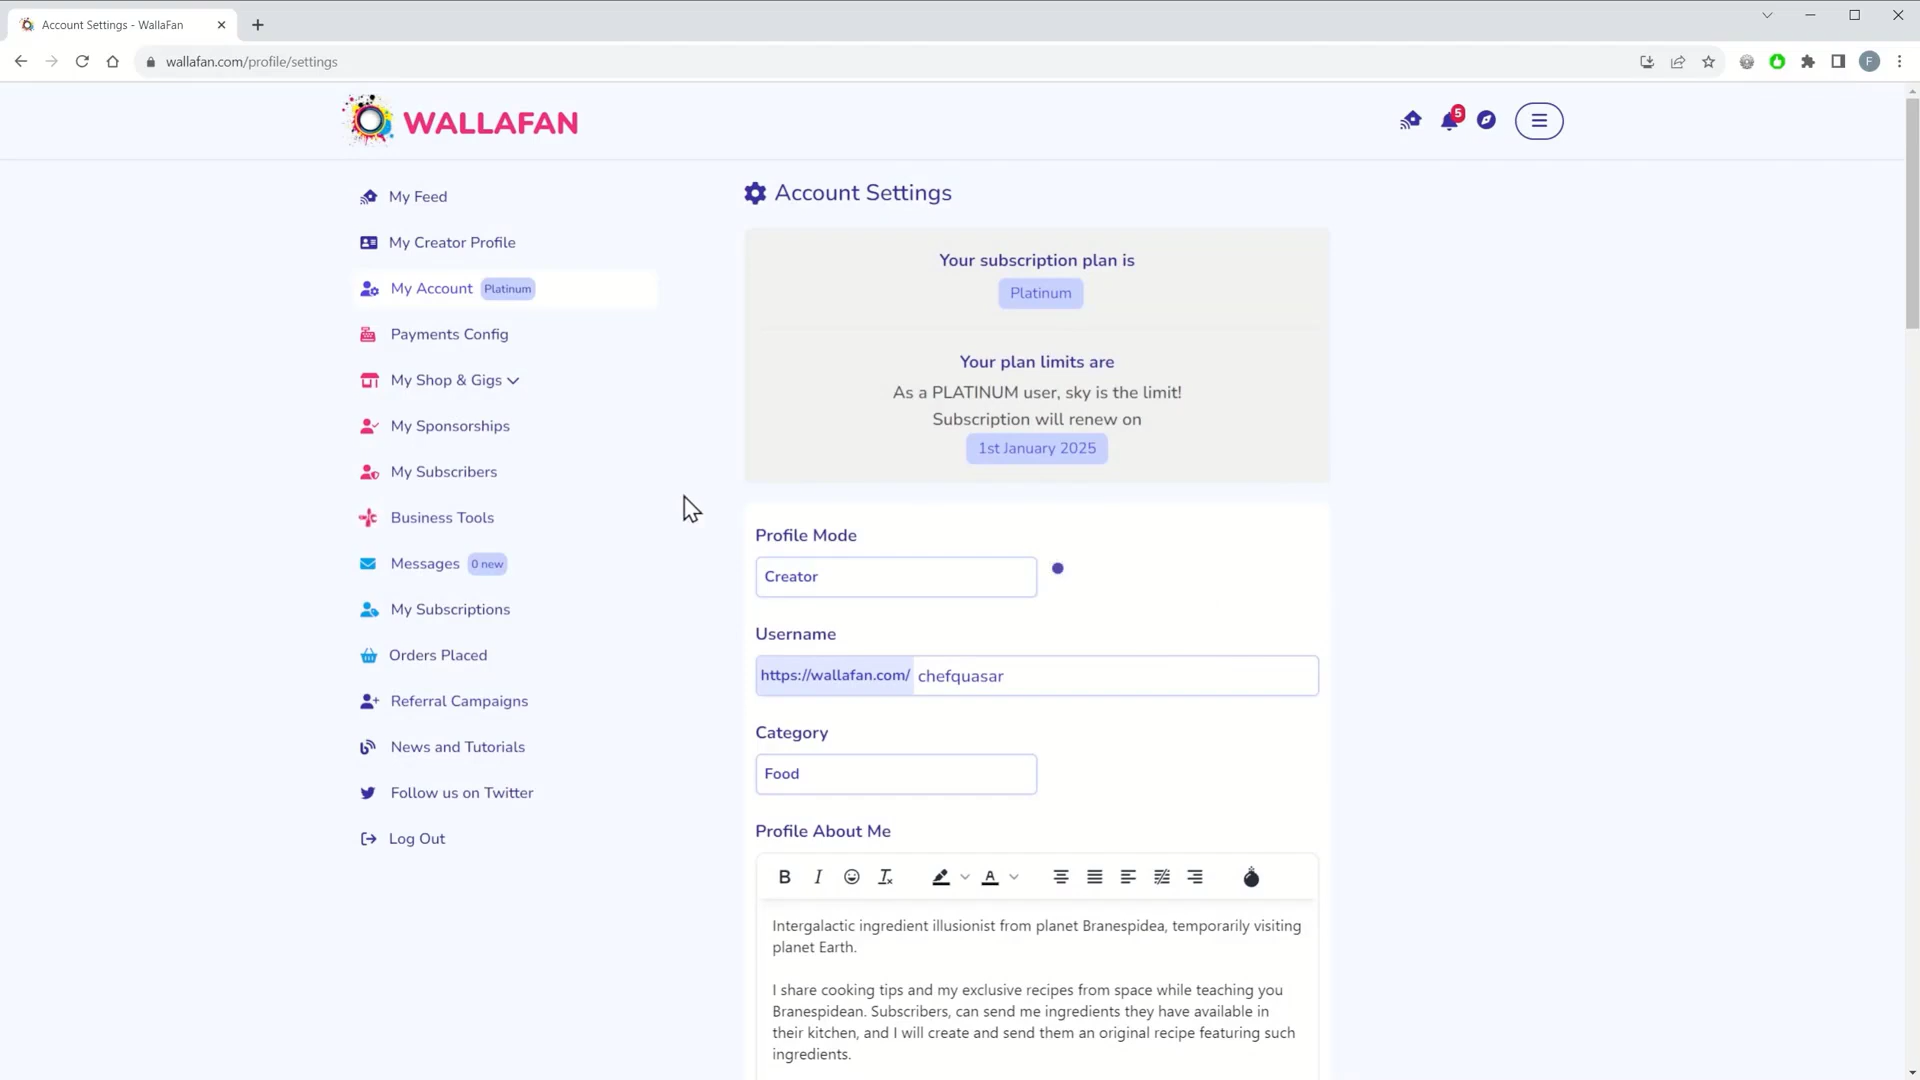 Account Settings - WallaFan
wallafan.com/profile/settings
F
WALLAFAN
5
My Feed
My Creator Profile
My Account Platinum
Payments Config
My Shop & Gigs
My Sponsorships
My Subscribers
Business Tools
Messages 0 new
My Subscriptions
Orders Placed
Referral Campaigns
News and Tutorials
Follow us on Twitter
Log Out
Account Settings
Your subscription plan is
Platinum
Your plan limits are
As a PLATINUM user, sky is the limit!
Subscription will renew on
1st January 2025
Profile Mode
Creator
Username
https://wallafan.com/ chefquasar
Category
Food
Profile About Me
B I A
Intergalactic ingredient illusionist from planet Branespidea, temporarily visiting
planet Earth.
I share cooking tips and my exclusive recipes from space while teaching you
Branespidean. Subscribers, can send me ingredients they have available in
their kitchen, and I will create and send them an original recipe featuring such
ingredients.